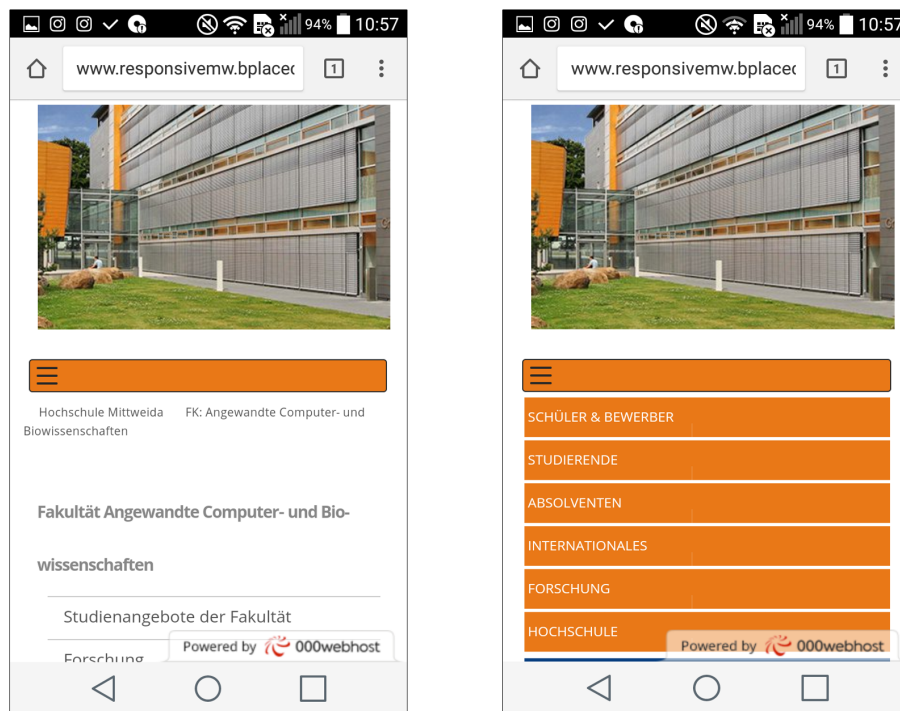 94% 10:57
www.responsivemw.bplacec
1
Hochschule Mittweida FK: Angewandte Computer- und
Biowissenschaften
Fakultät Angewandte Computer- und Bio-
wissenschaften
Studienangebote der Fakultät
Forschung
Powered by 000webhost
94% 10:57
www.responsivemw.bplacec
1
SCHÜLER & BEWERBER
STUDIERENDE
ABSOLVENTEN
INTERNATIONALES
FORSCHUNG
HOCHSCHULE
Powered by 000webhost